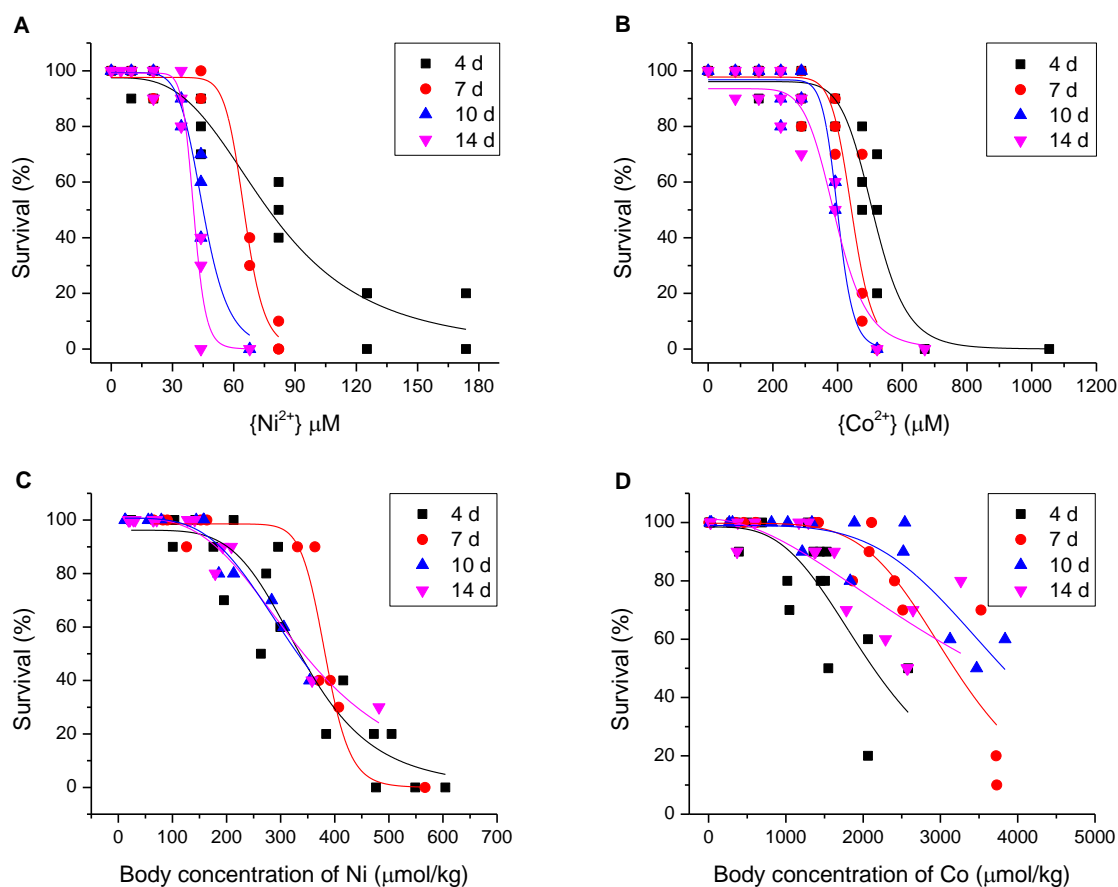 A
100
80
60
40
20
0
Survival (%)
0 30 60 90 120 150 180
{Ni²⁺} μM
4 d
7 d
10 d
14 d
B
100
80
60
40
20
0
Survival (%)
0 200 400 600 800 1000 1200
{Co²⁺} (μM)
4 d
7 d
10 d
14 d
C
100
80
60
40
20
0
Survival (%)
0 100 200 300 400 500 600 700
Body concentration of Ni (μmol/kg)
4 d
7 d
10 d
14 d
D
100
80
60
40
20
0
Survival (%)
0 1000 2000 3000 4000 5000
Body concentration of Co (μmol/kg)
4 d
7 d
10 d
14 d